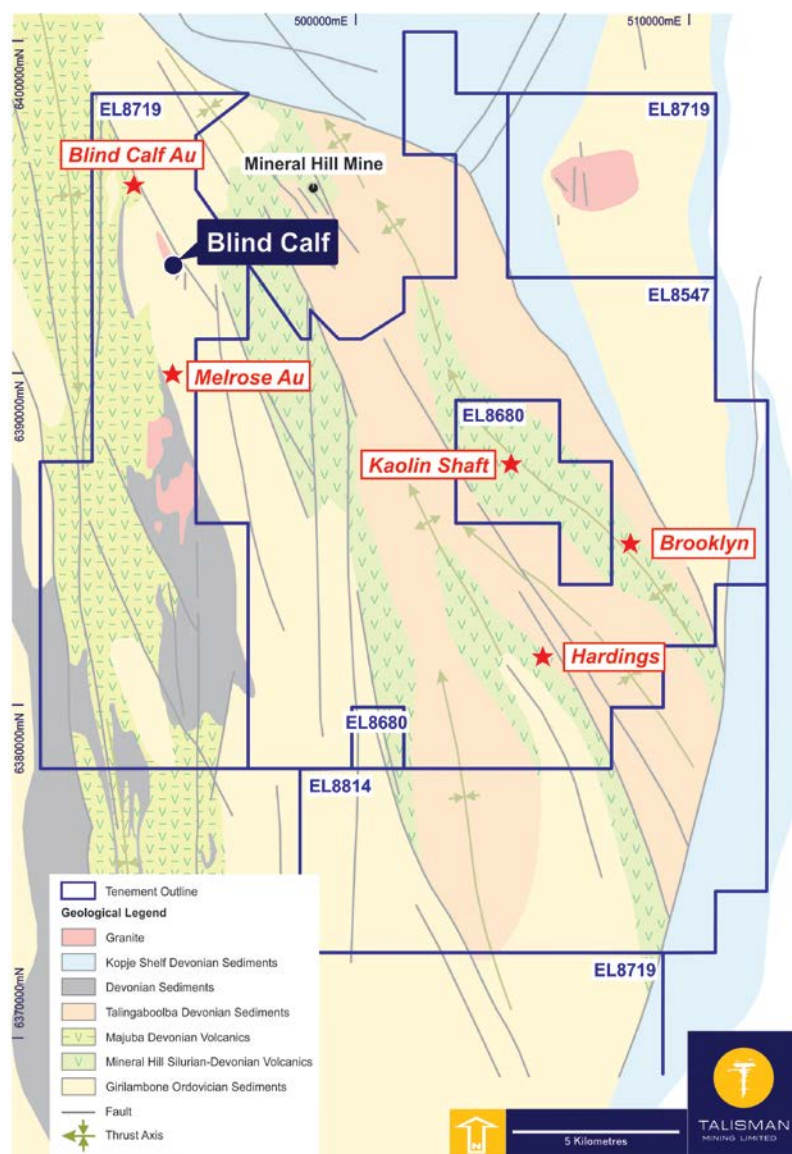 500000mE
510000mE
6400000mN
EL8719
EL8719
Blind Calf Au
Mineral Hill Mine
Blind Calf
EL8547
6390000mN
Melrose Au
EL8680
Kaolin Shaft
Brooklyn
Hardings
6380000mN
EL8680
EL8814
Tenement Outline
Geological Legend
Granite
Kopje Shelf Devonian Sediments
Devonian Sediments
Talingaboolba Devonian Sediments
Majuba Devonian Volcanics
Mineral Hill Silurian-Devonian Volcanics
Girilambone Ordovician Sediments
Fault
Thrust Axis
EL8719
6370000mN
N
5 Kilometres
TALISMAN
MINING LIMITED